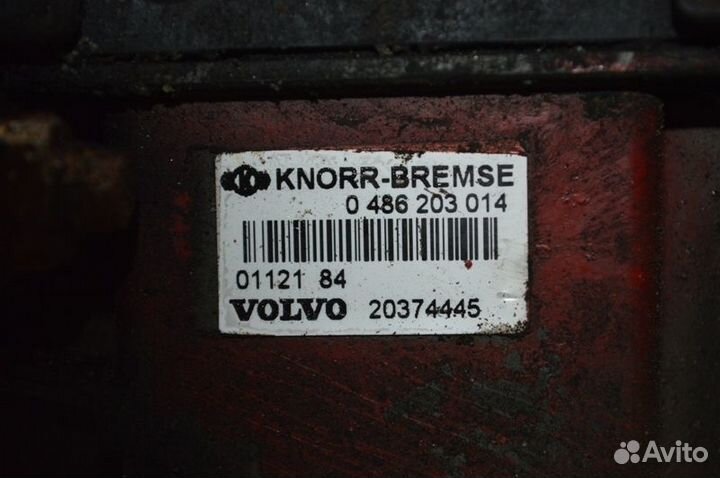 K KNORR-BREMSE
0 486 203 014
01121 84
VOLVO 20374445
Avito